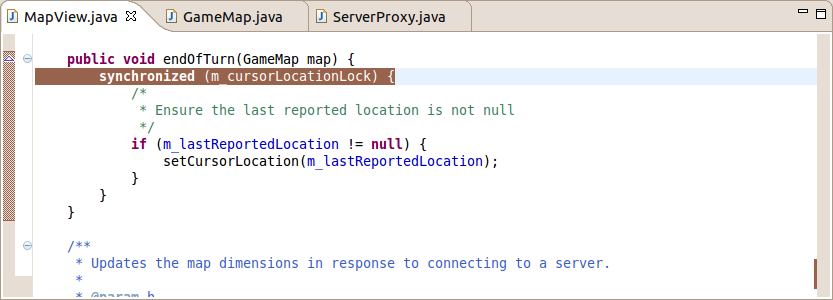 MapView.java GameMap.java ServerProxy.java
public void endOfTurn(GameMap map) {
synchronized (m_cursorLocationLock) {
/*
* Ensure the last reported location is not null
*/
if (m_lastReportedLocation != null) {
setCursorLocation(m_lastReportedLocation);
}
}
}
/**
* Updates the map dimensions in response to connecting to a server.
*
* @param h